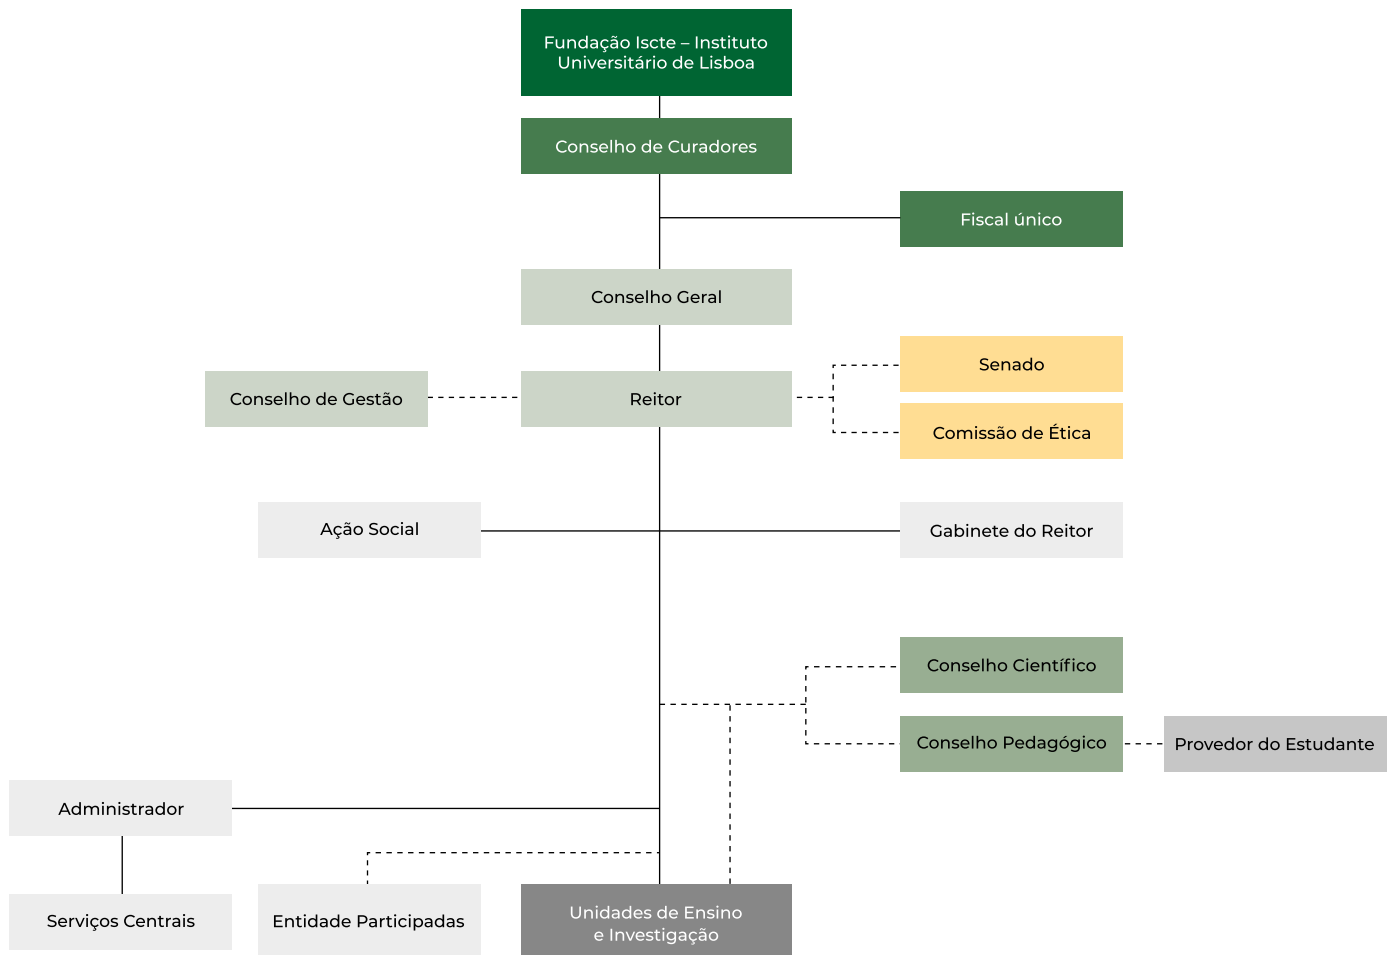 Fundação Iscte – Instituto
Universitário de Lisboa
Conselho de Curadores
Fiscal único
Conselho Geral
Senado
Conselho de Gestão
Reitor
Comissão de Ética
Ação Social
Gabinete do Reitor
Conselho Científico
Conselho Pedagógico
Provedor do Estudante
Administrador
Serviços Centrais
Entidade Participadas
Unidades de Ensino
e Investigação